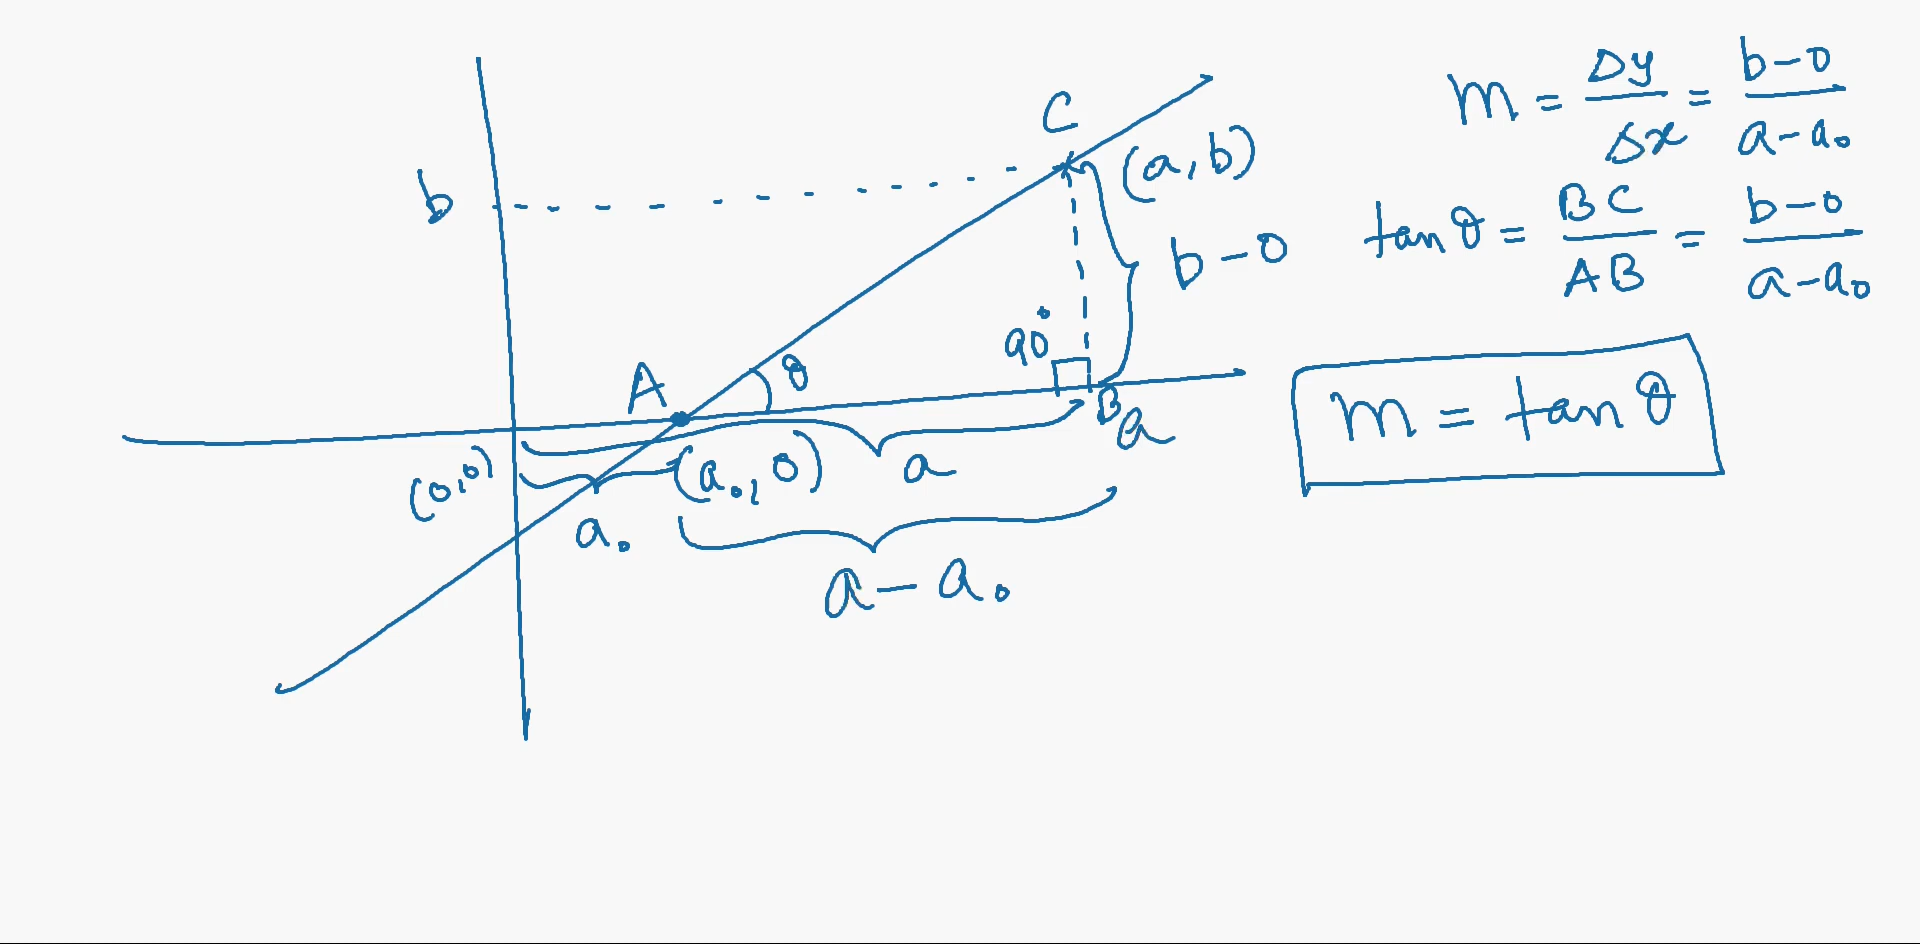 C
(a,b)
m = Δy/Δx = b-0/a-a₀
b
b-0
tan θ = BC/AB = b-0/a-a₀
90°
A
θ
B
a
m = tan θ
(0,0)
(a₀, 0)
a
a₀
a-a₀